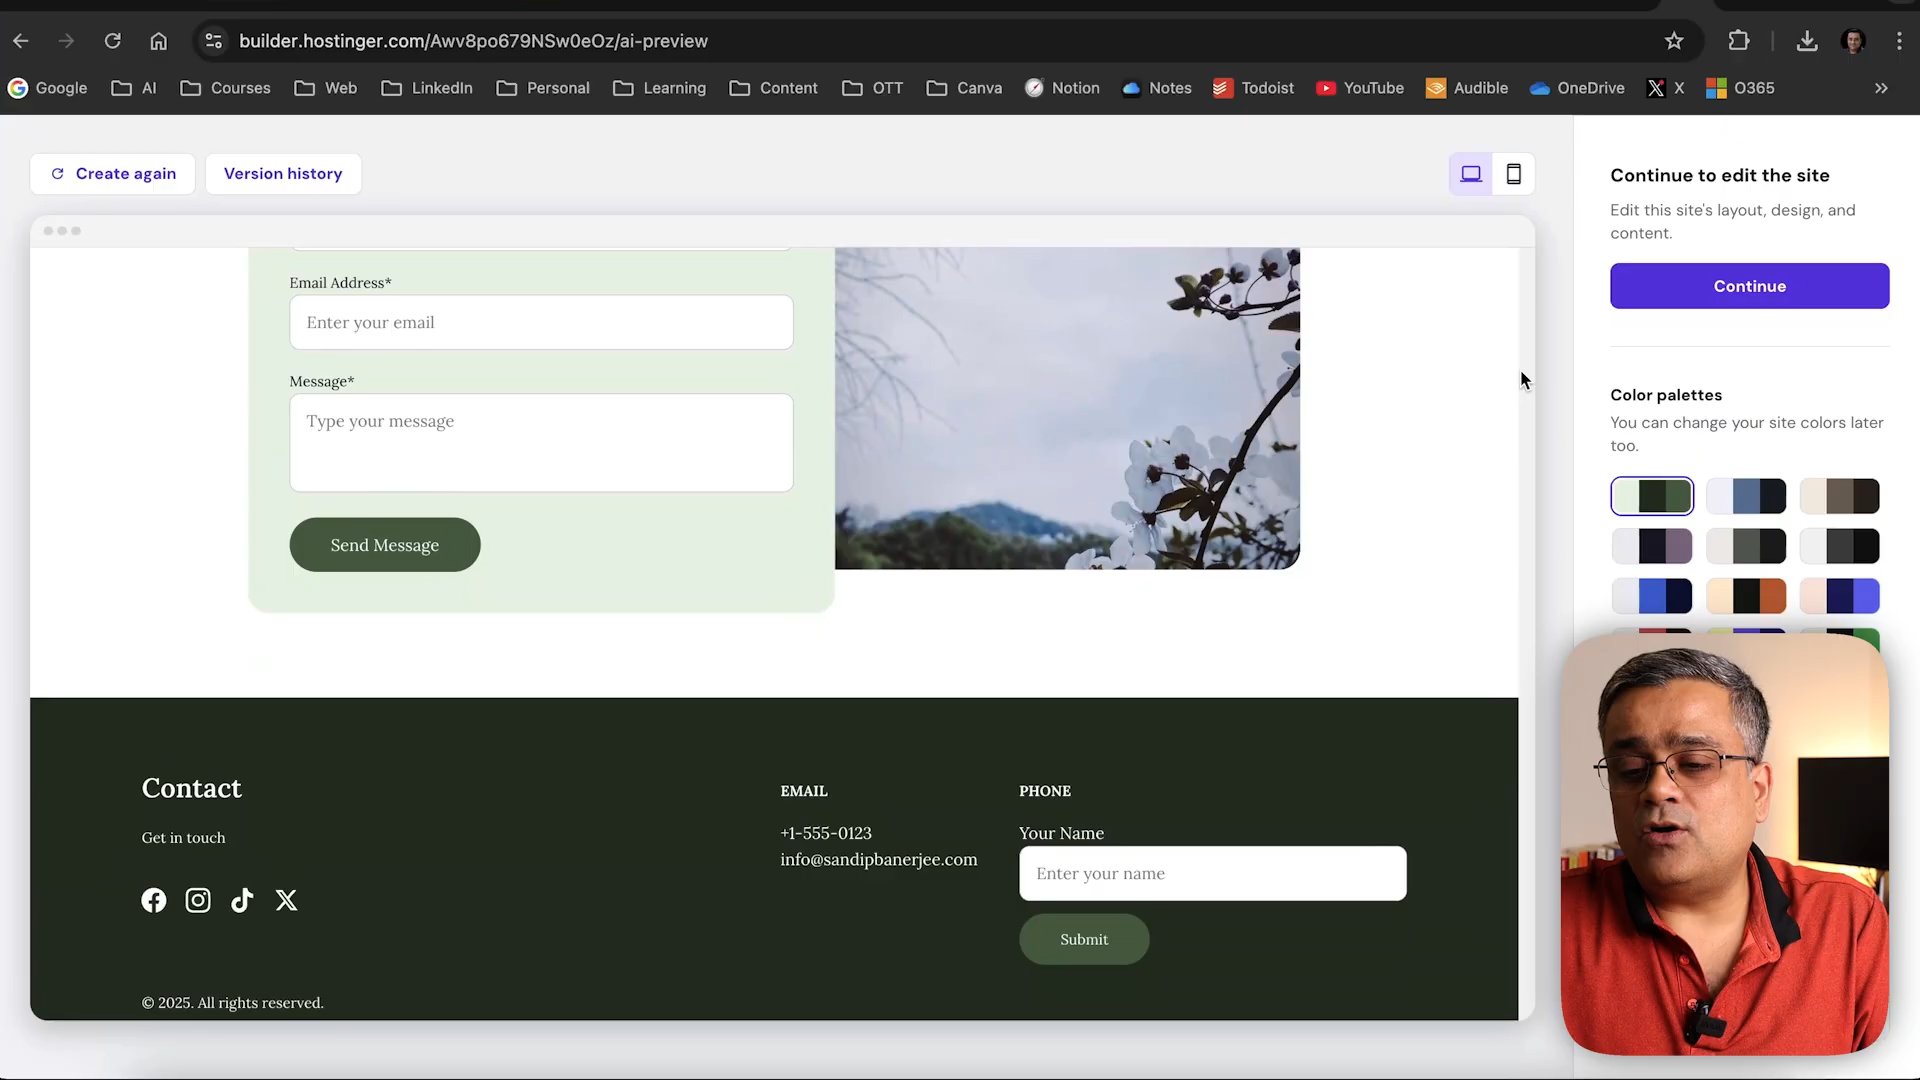 builder.hostinger.com/Awv8po679NSw0eOz/ai-preview
Google AI Courses Web LinkedIn Personal Learning Content OTT Canva Notion Notes Todoist YouTube Audible OneDrive X O365
Create again
Version history
Email Address*
Enter your email
Message*
Type your message
Send Message
Contact
Get in touch
EMAIL
+1-555-0123
info@sandipbanerjee.com
PHONE
Your Name
Enter your name
Submit
© 2025. All rights reserved.
Continue to edit the site
Edit this site's layout, design, and
content.
Continue
Color palettes
You can change your site colors later
too.